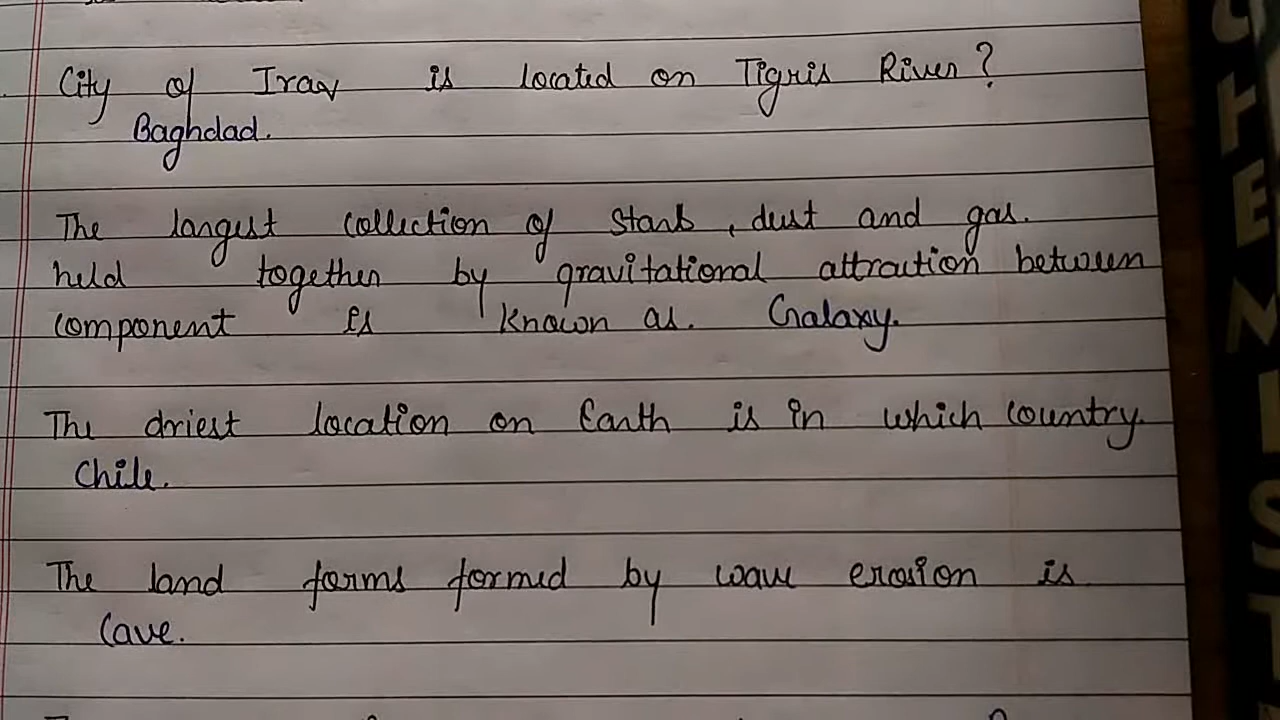 City of Iraq is located on Tigris River?
Baghdad.
The largest collection of Stars, dust and gas.
held together by gravitational attraction between
component is known as. Galaxy.
The driest location on Earth is in which country.
Chile.
The land forms formed by wave erosion is
Cave.